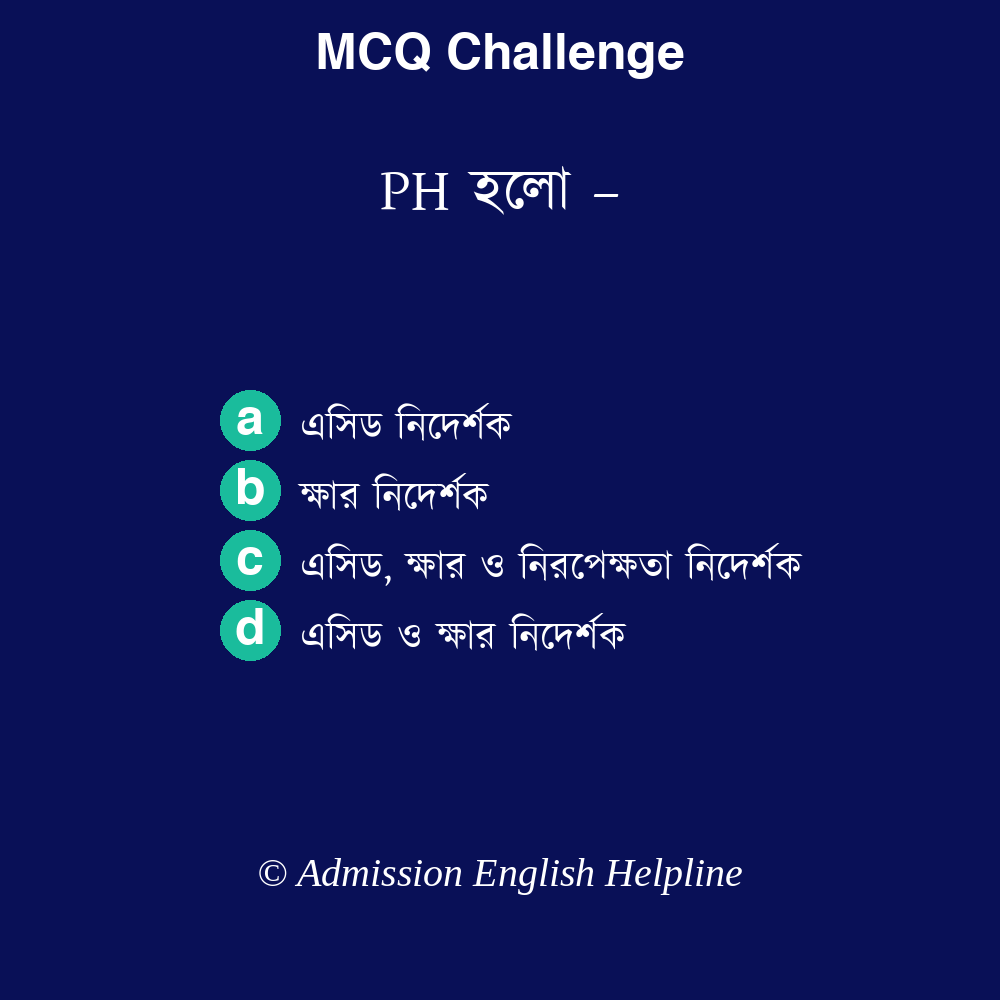 MCQ Challenge
PH হলো –
a এসিড নিদের্শক
b ক্ষার নিদের্শক
c এসিড, ক্ষার ও নিরপেক্ষতা নিদের্শক
d এসিড ও ক্ষার নিদের্শক
© Admission English Helpline